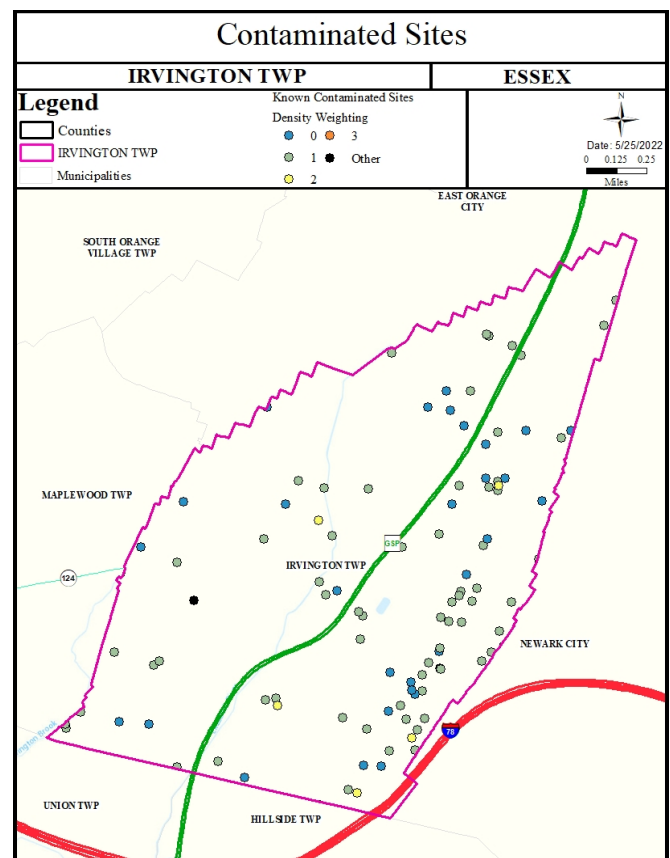 Contaminated Sites
IRVINGTON TWP
ESSEX
Legend
Counties
IRVINGTON TWP
Municipalities
Known Contaminated Sites
Density Weighting
0 3
1 Other
2
N
Date: 5/25/2022
0 0.125 0.25
Miles
EAST ORANGE
CITY
SOUTH ORANGE
VILLAGE TWP
MAPLEWOOD TWP
GSP
IRVINGTON TWP
124
NEWARK CITY
78
Brook
UNION TWP
HILLSIDE TWP